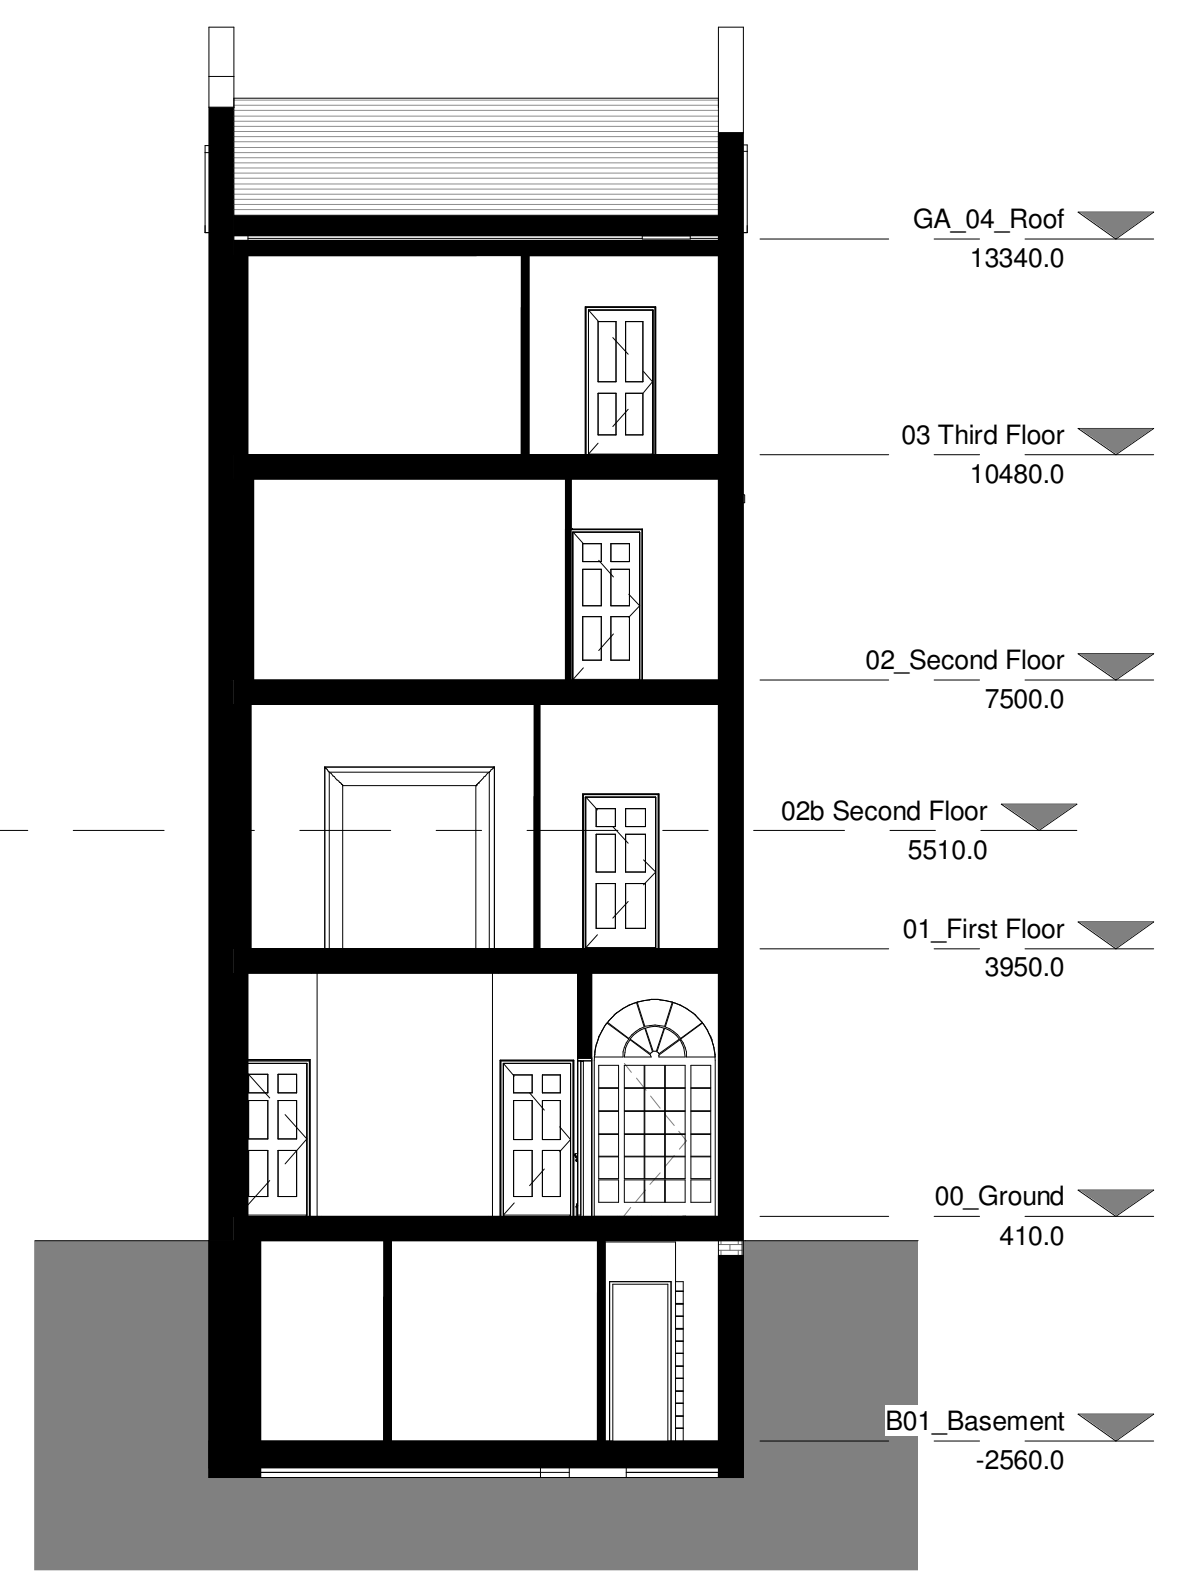 GA_04_Roof
13340.0
03 Third Floor
10480.0
02_Second Floor
7500.0
02b Second Floor
5510.0
01_First Floor
3950.0
00_Ground
410.0
B01_Basement
-2560.0